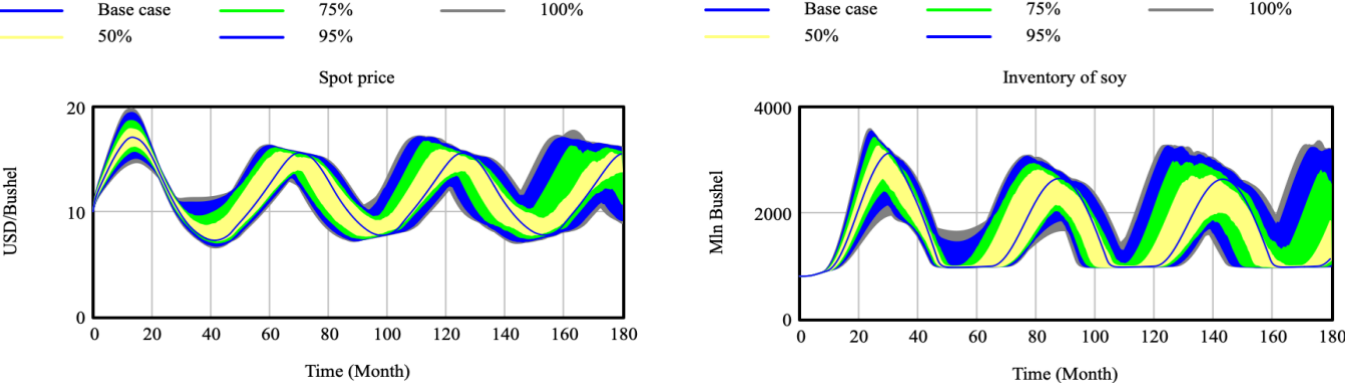 Base case 75% 100%
50% 95%
Spot price
USD/Bushel
20
10
0
0 20 40 60 80 100 120 140 160 180
Time (Month)
Base case 75% 100%
50% 95%
Inventory of soy
Mln Bushel
4000
2000
0
0 20 40 60 80 100 120 140 160 180
Time (Month)